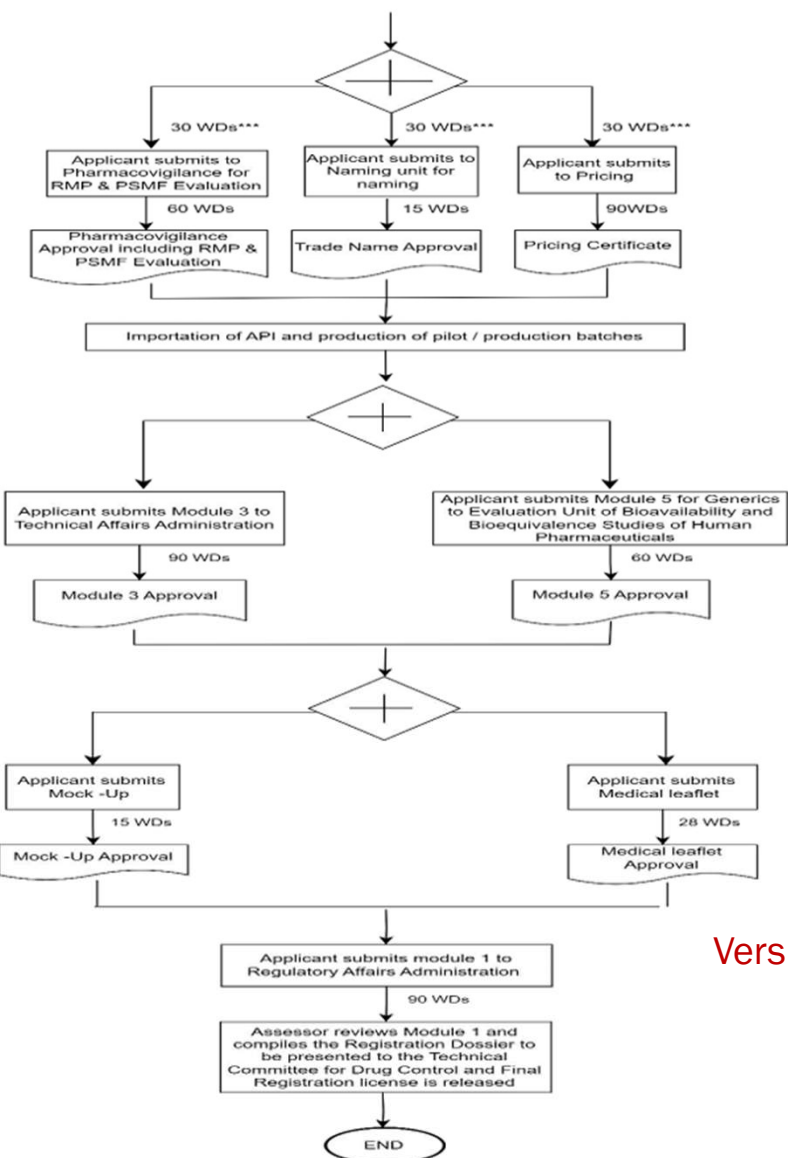 30 WDs***
30 WDs***
30 WDs***
Applicant submits to
Pharmacovigilance for
RMP & PSMF Evaluation
Applicant submits to
Naming unit for
naming
Applicant submits
to Pricing
60 WDs
15 WDs
90WDs
Pharmacovigilance
Approval including RMP &
PSMF Evaluation
Trade Name Approval
Pricing Certificate
Importation of API and production of pilot / production batches
Applicant submits Module 3 to
Technical Affairs Administration
Applicant submits Module 5 for Generics
to Evaluation Unit of Bioavailability and
Bioequivalence Studies of Human
Pharmaceuticals
90 WDs
60 WDs
Module 3 Approval
Module 5 Approval
Applicant submits
Mock -Up
Applicant submits
Medical leaflet
15 WDs
28 WDs
Mock -Up Approval
Medical leaflet
Approval
Vers
Applicant submits module 1 to
Regulatory Affairs Administration
90 WDs
Assessor reviews Module 1 and
compiles the Registration Dossier to
be presented to the Technical
Committee for Drug Control and Final
Registration license is released
END